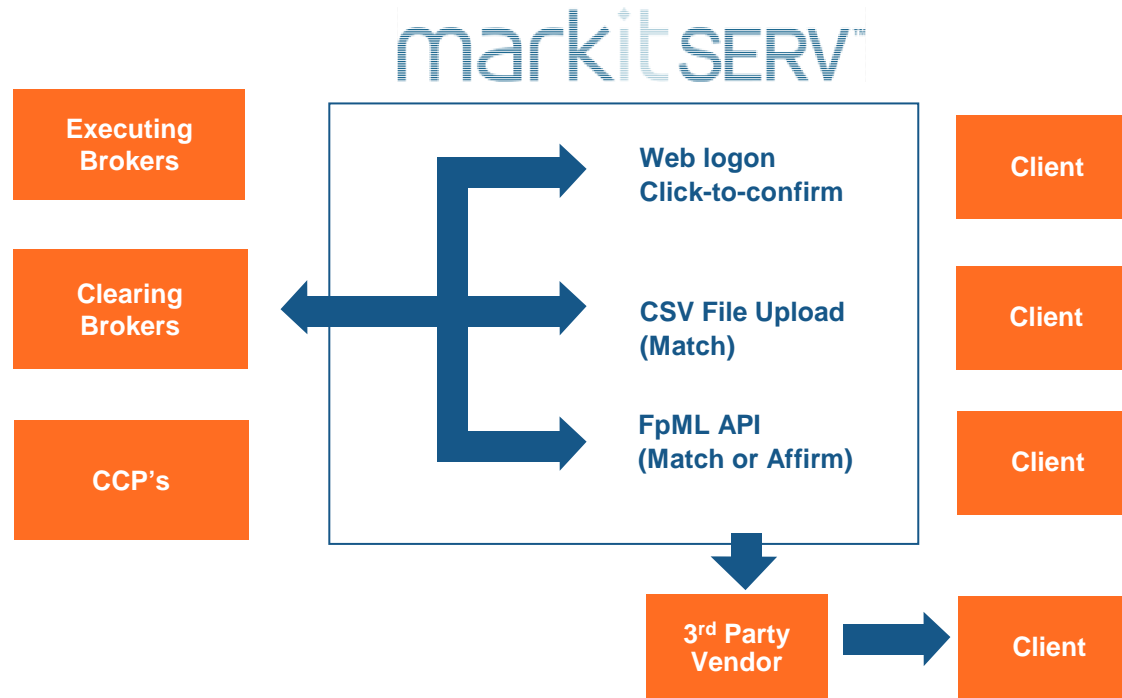 markitSERV™
Executing
Brokers
Web logon
Click-to-confirm
Client
Clearing
Brokers
CSV File Upload
(Match)
Client
CCP's
FpML API
(Match or Affirm)
Client
3rd Party
Vendor
Client